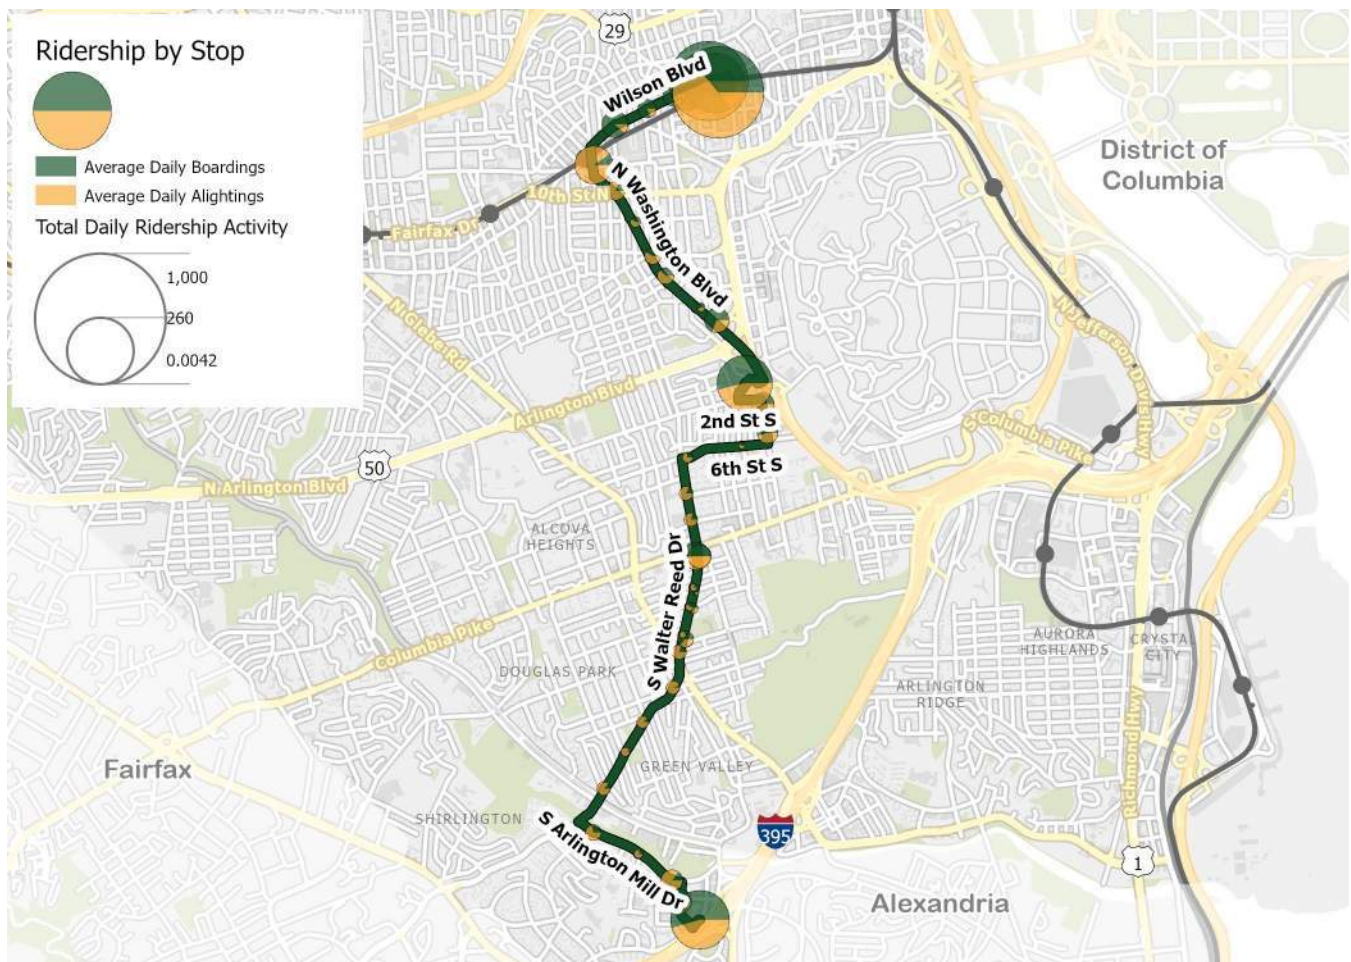 Ridership by Stop
Average Daily Boardings
Average Daily Alightings
Total Daily Ridership Activity
1,000
260
0.0042
29
Wilson Blvd
District of
Columbia
N Washington Blvd
10th St N
Fairfax Dr
N Glebe Rd
N Jefferson Davis Hwy
Arlington Blvd
2nd St S
S Columbia Pike
50
6th St S
N Arlington Blvd
ALCOVA
HEIGHTS
S Walter Reed Dr
Columbia Pike
AURORA
HIGHLANDS
CRYSTAL
CITY
DOUGLAS PARK
ARLINGTON
RIDGE
Richmond Hwy
Fairfax
GREEN VALLEY
SHIRLINGTON
S Arlington Mill Dr
395
1
Alexandria